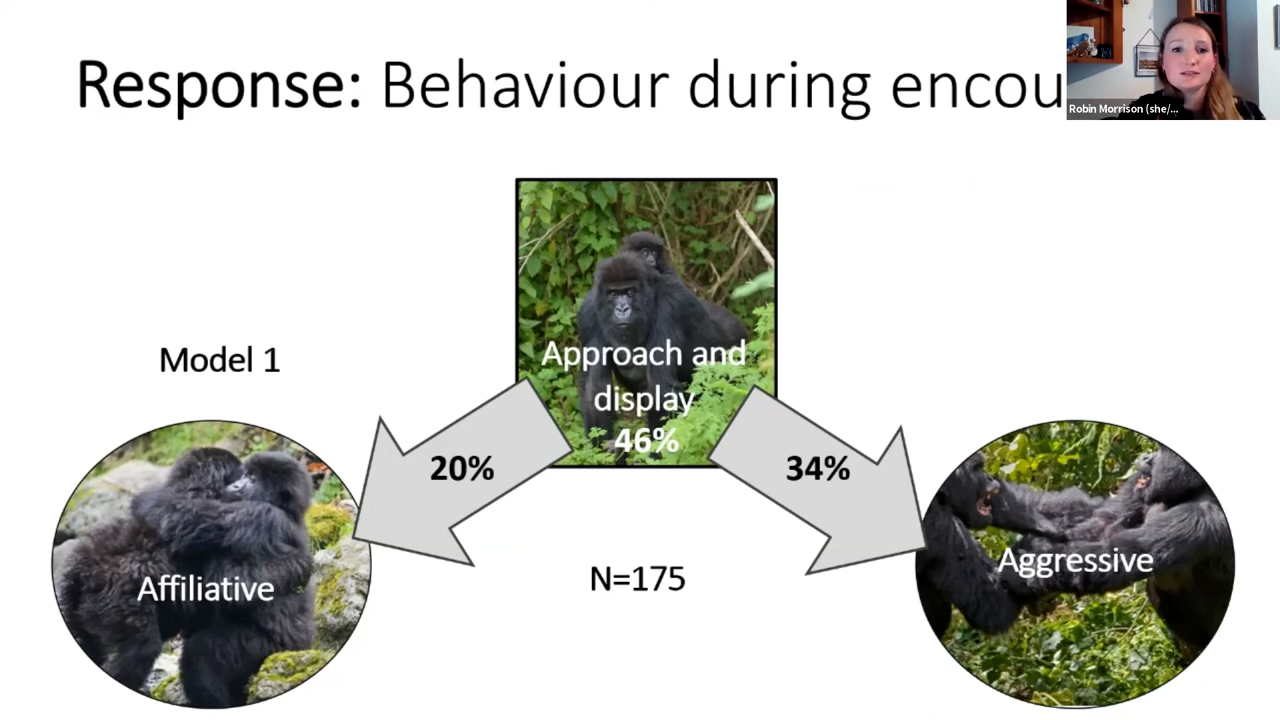 Response: Behaviour during encou
Robin Morrison (she/...
Approach and
display
46%
Model 1
20%
34%
Affiliative
N=175
Aggressive